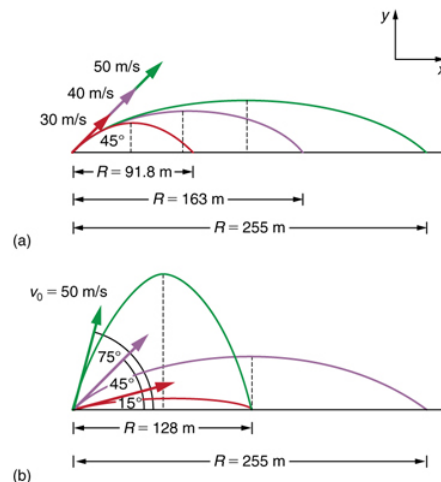 y
x
50 m/s
40 m/s
30 m/s
45°
R = 91.8 m
R = 163 m
R = 255 m
(a)
v₀ = 50 m/s
75°
45°
15°
R = 128 m
R = 255 m
(b)